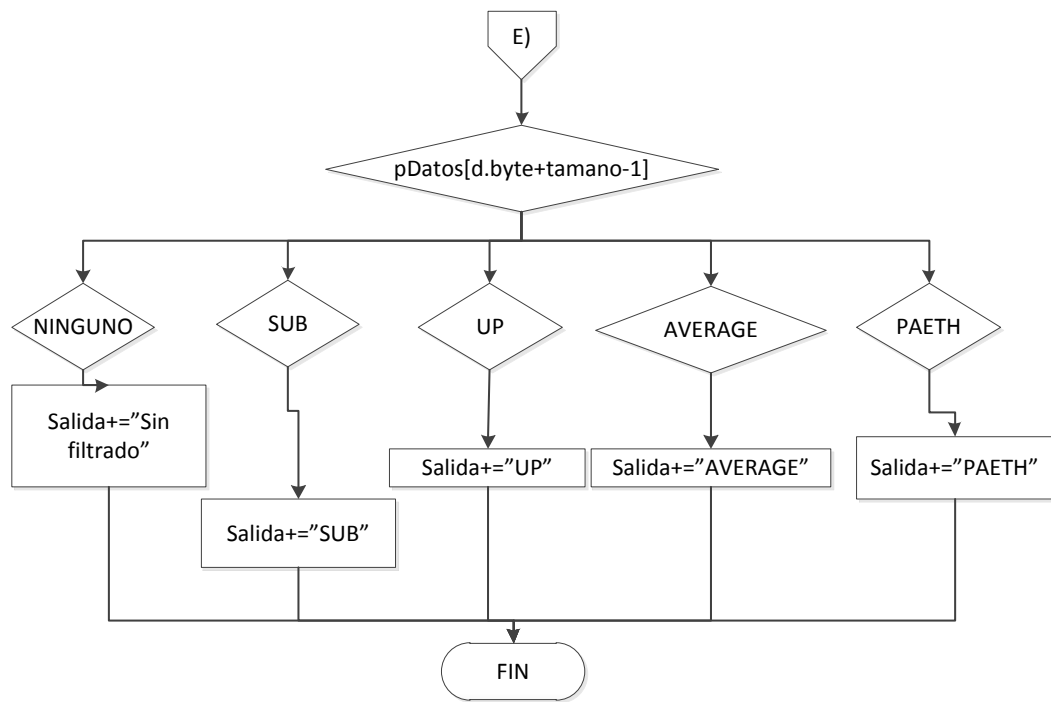 E)
pDatos[d.byte+tamano-1]
NINGUNO
SUB
UP
AVERAGE
PAETH
Salida+=”Sin
filtrado”
Salida+=”UP”
Salida+=”AVERAGE”
Salida+=”PAETH”
Salida+=”SUB”
FIN